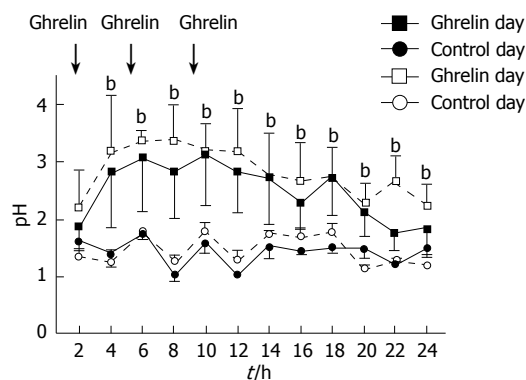 Ghrelin Ghrelin Ghrelin
Ghrelin day
Control day
Ghrelin day
Control day
b b b b b b b b b b b
4
3
2
1
0
pH
2 4 6 8 10 12 14 16 18 20 22 24
t/h